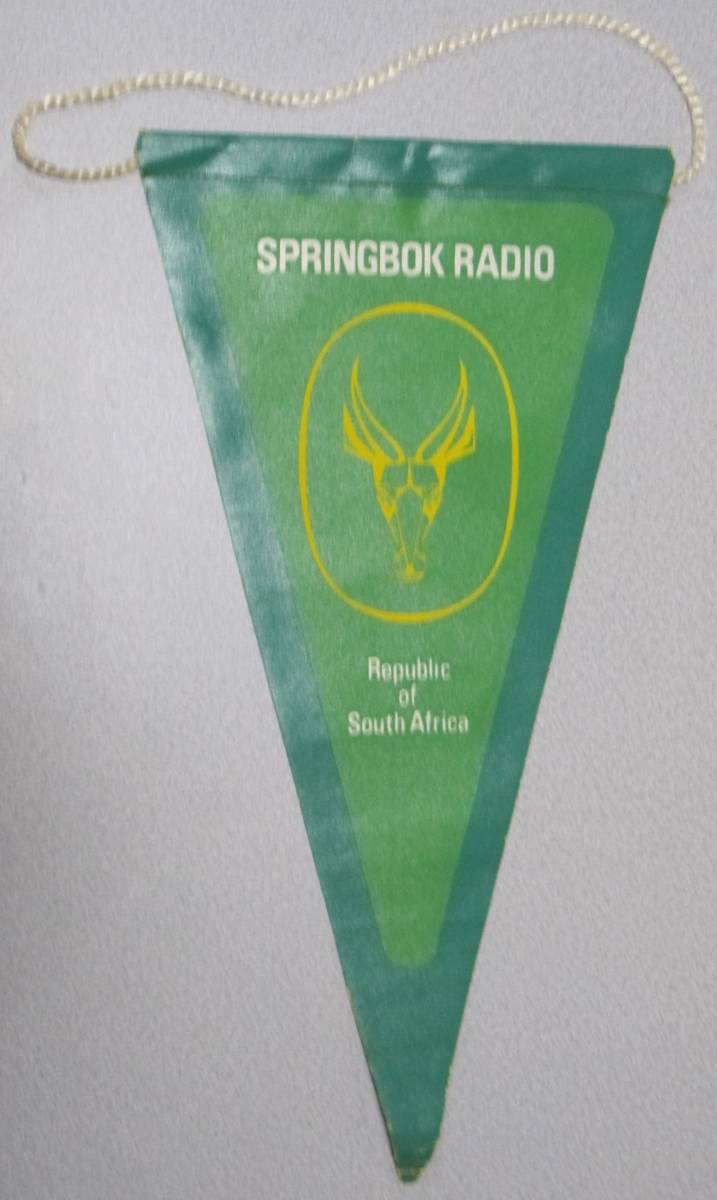 SPRINGBOK RADIO
Republic
of
South Africa